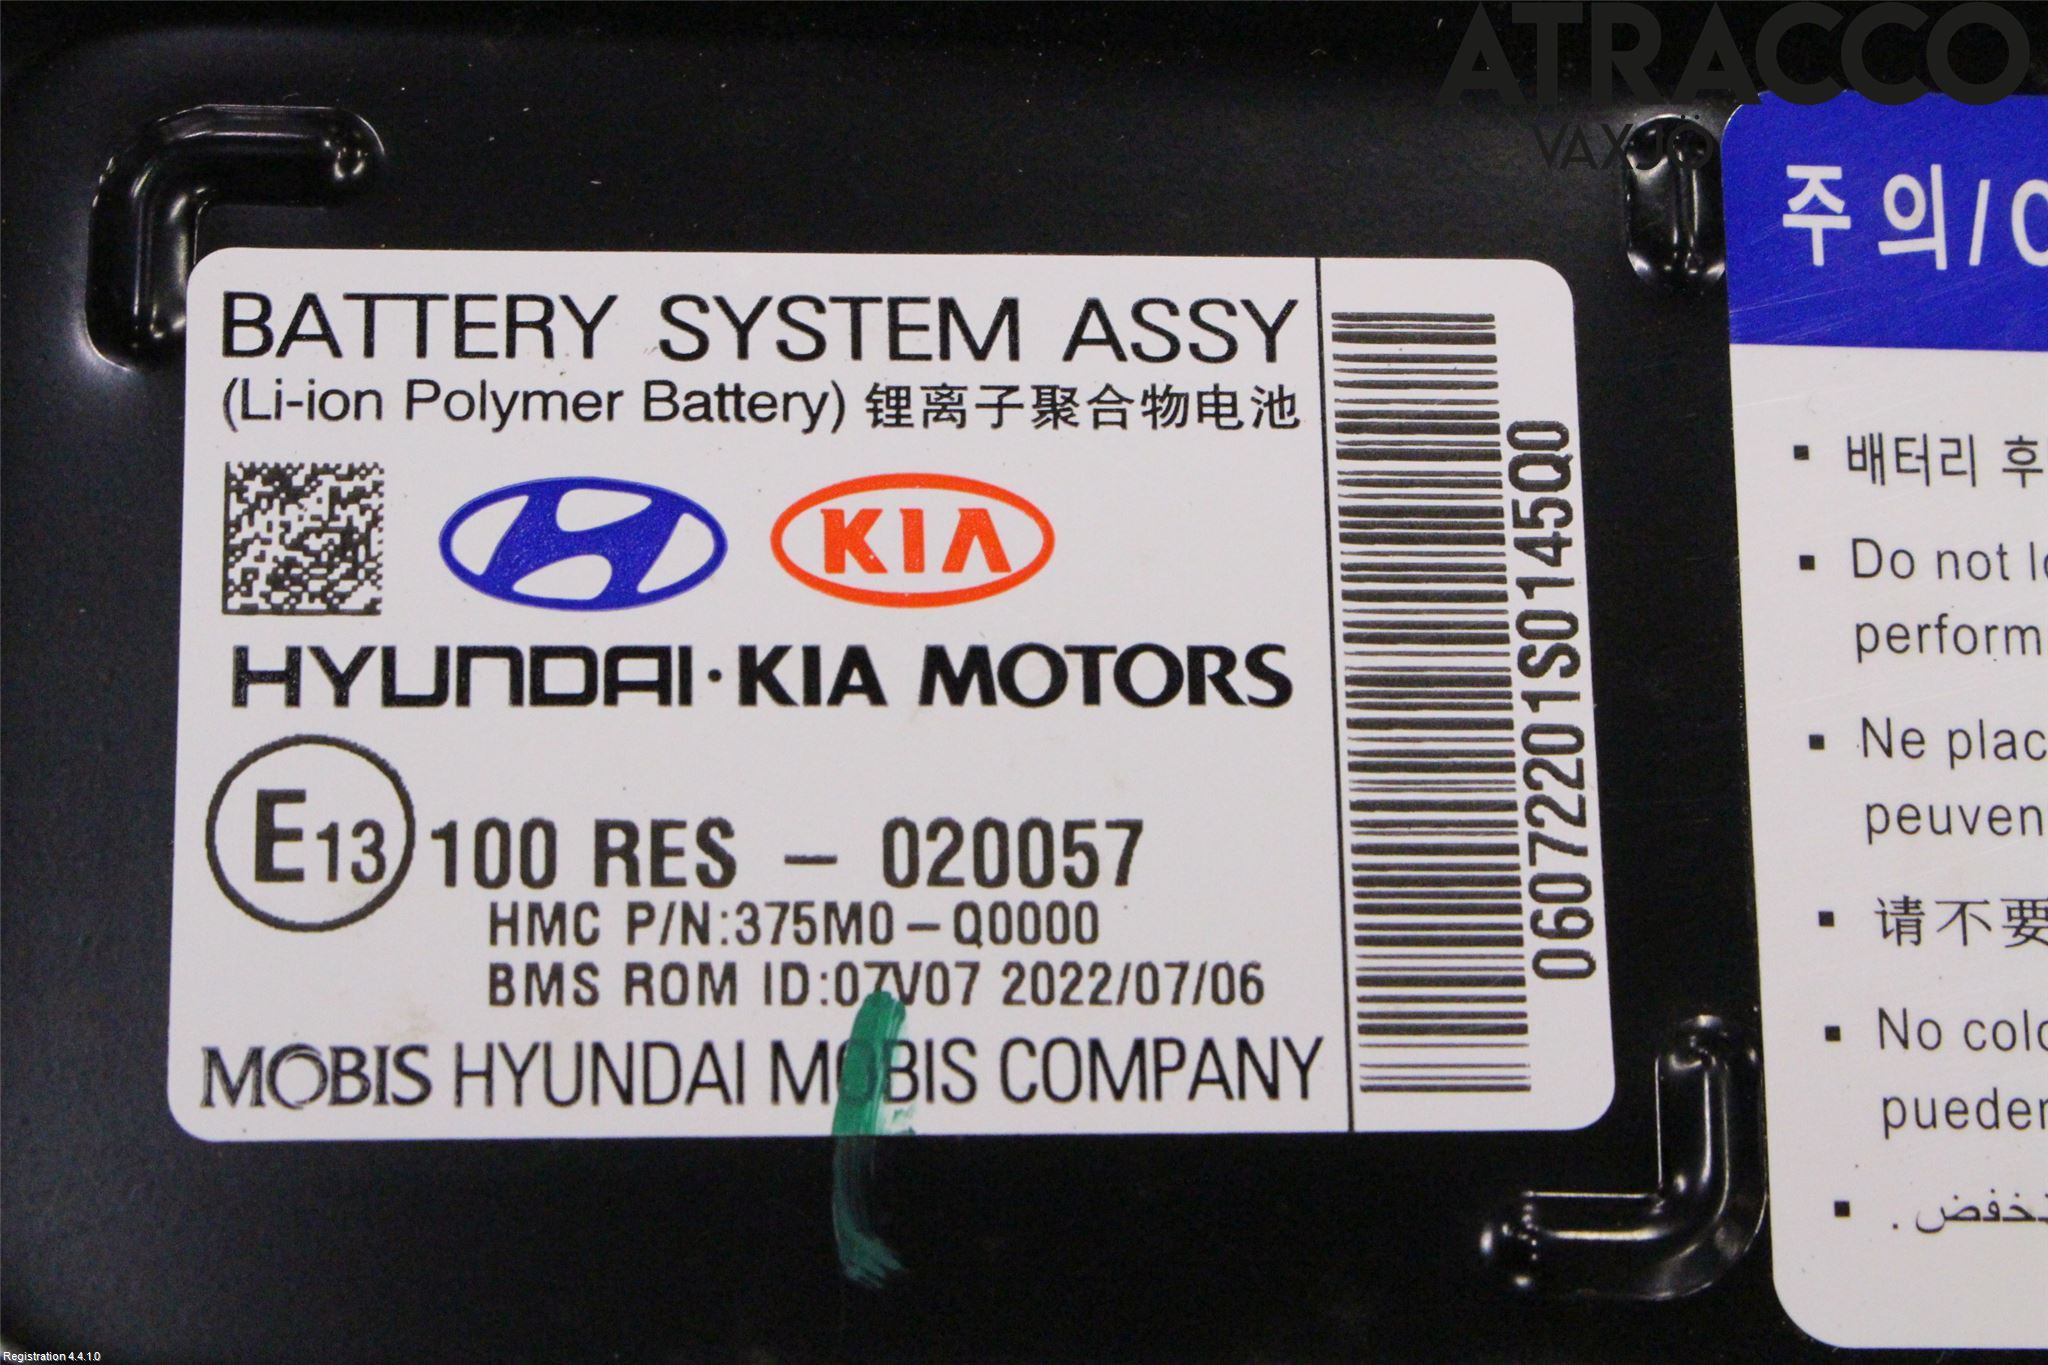 ATRACCO
VAXJÖ
BATTERY SYSTEM ASSY
(Li-ion Polymer Battery) 锂离子聚合物电池
KIA
HYUNDAI · KIA MOTORS
E13 100 RES – 020057
HMC P/N:375M0–Q0000
BMS ROM ID:07V07 2022/07/06
MOBIS HYUNDAI MOBIS COMPANY
06072201S0145Q0
주의/
▪ 배터리
▪ Do not
perform
▪ Ne plac
peuven
▪ 请不要
▪ No colo
pueden
Registration 4.4.1.0